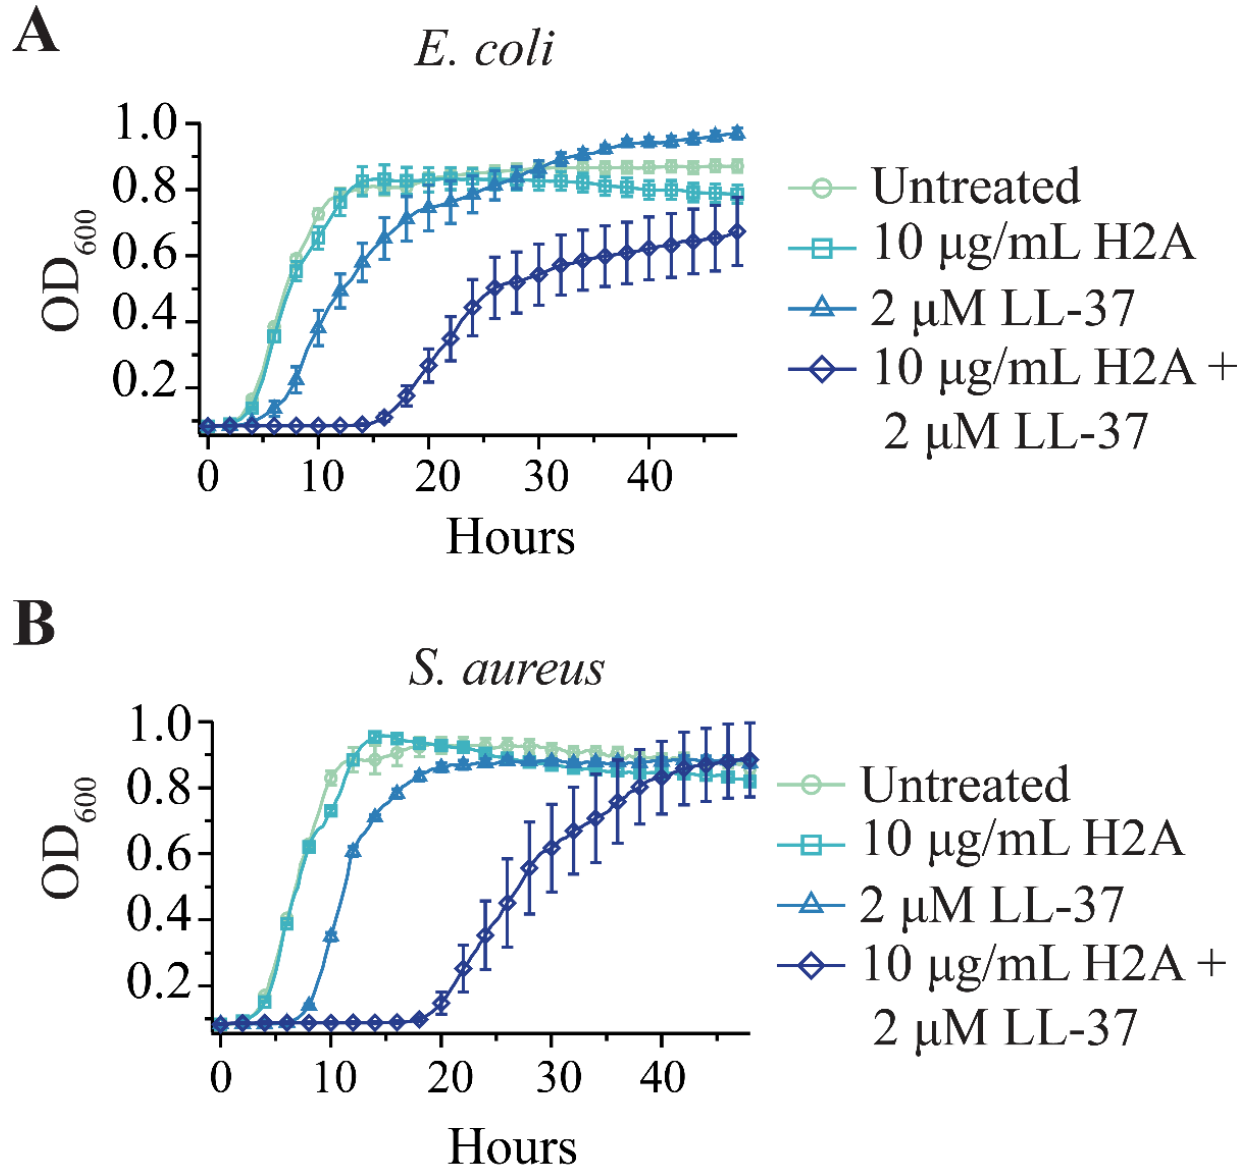 A
E. coli
1.0
0.8
0.6
0.4
0.2
OD600
0 10 20 30 40
Hours
Untreated
10 μg/mL H2A
2 μM LL-37
10 μg/mL H2A +
2 μM LL-37
B
S. aureus
1.0
0.8
0.6
0.4
0.2
OD600
0 10 20 30 40
Hours
Untreated
10 μg/mL H2A
2 μM LL-37
10 μg/mL H2A +
2 μM LL-37